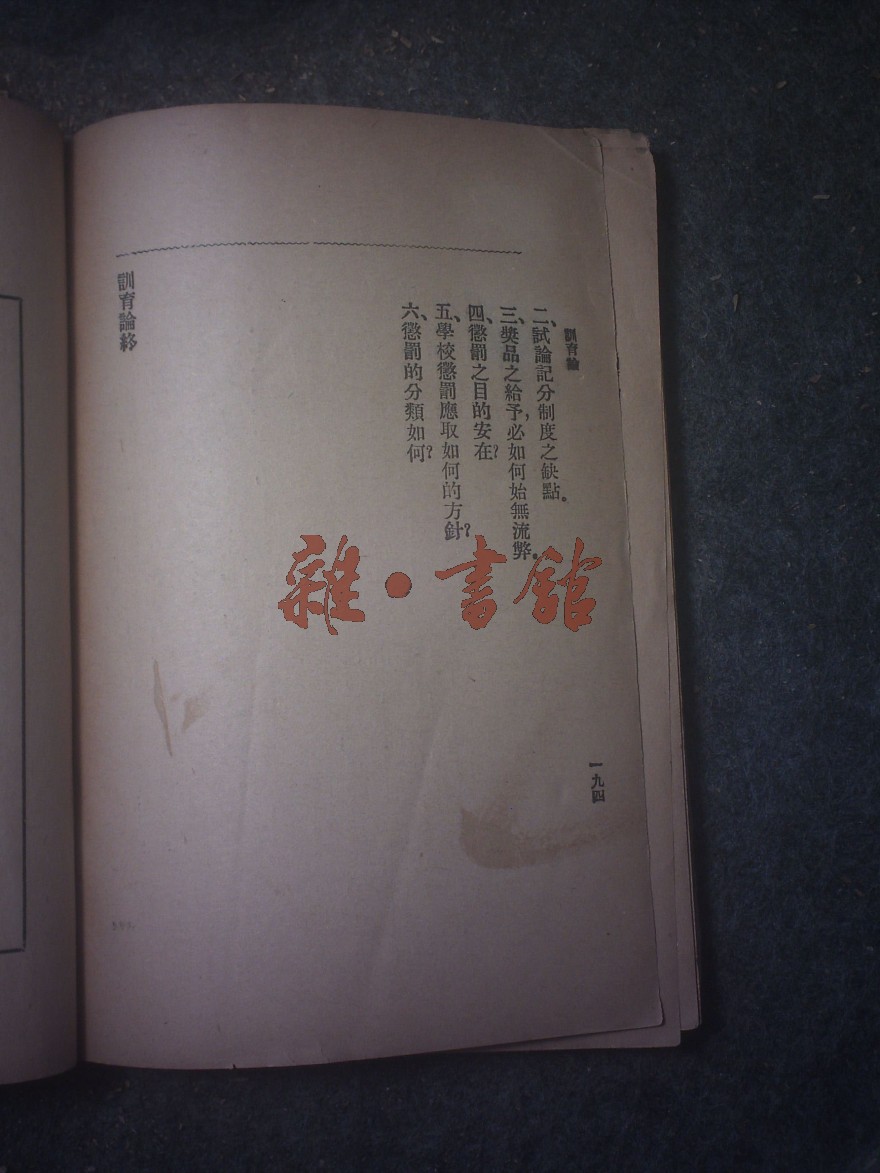 訓育論
二、試論記分制度之缺點。
三、奬品之給予，必如何始無流弊。
四、懲罰之目的安在？
五、學校懲罰應取如何的方針？
六、懲罰的分類如何？
訓育論終
一九四
雜·書館